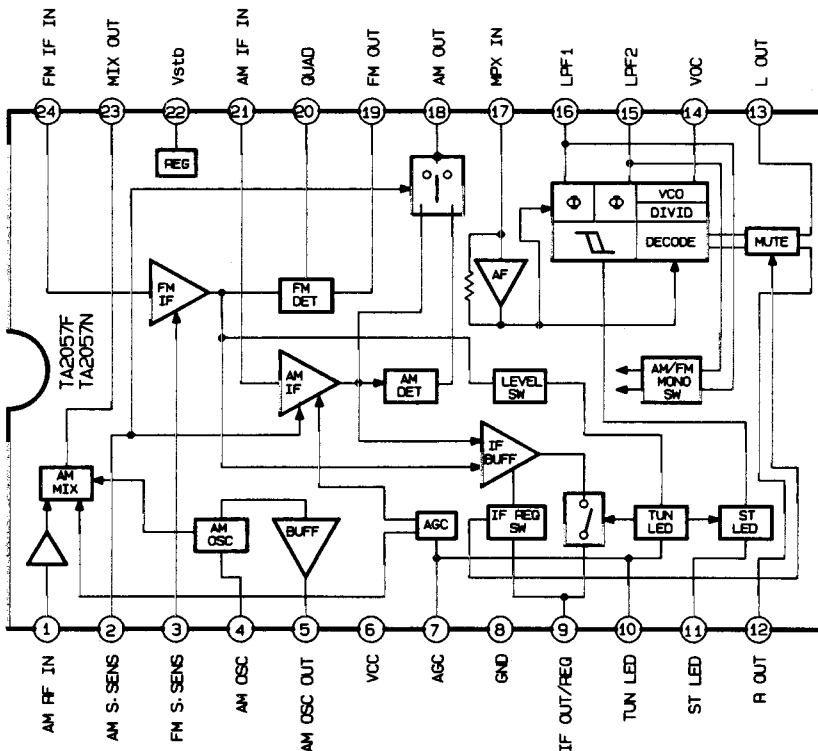 FM IF IN
MIX OUT
Vstb
AM IF IN
QUAD
FM OUT
AM OUT
MPX IN
LPF1
LPF2
VOC
L OUT
24
23
22
21
20
19
18
17
16
15
14
13
REG
Φ
Φ
VCO
DIVID
DECODE
MUTE
AF
FM
IF
FM
DET
TA2057F
TA2057N
AM
IF
AM
DET
LEVEL
SW
AM/FM
MONO
SW
IF
BUFF
AM
MIX
AM
OSC
BUFF
AGC
IF REQ
SW
TUN
LED
ST
LED
1
2
3
4
5
6
7
8
9
10
11
12
AM RF IN
AM S.SENS
FM S.SENS
AM OSC
AM OSC OUT
VCC
AGC
GND
IF OUT/REQ
TUN LED
ST LED
R OUT